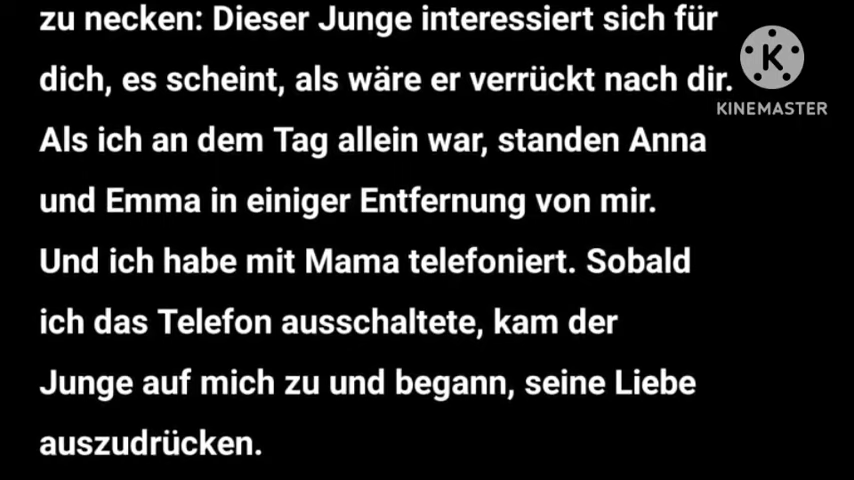 zu necken: Dieser Junge interessiert sich für
dich, es scheint, als wäre er verrückt nach dir.
KINEMASTER
Als ich an dem Tag allein war, standen Anna
und Emma in einiger Entfernung von mir.
Und ich habe mit Mama telefoniert. Sobald
ich das Telefon ausschaltete, kam der
Junge auf mich zu und begann, seine Liebe
auszudrücken.